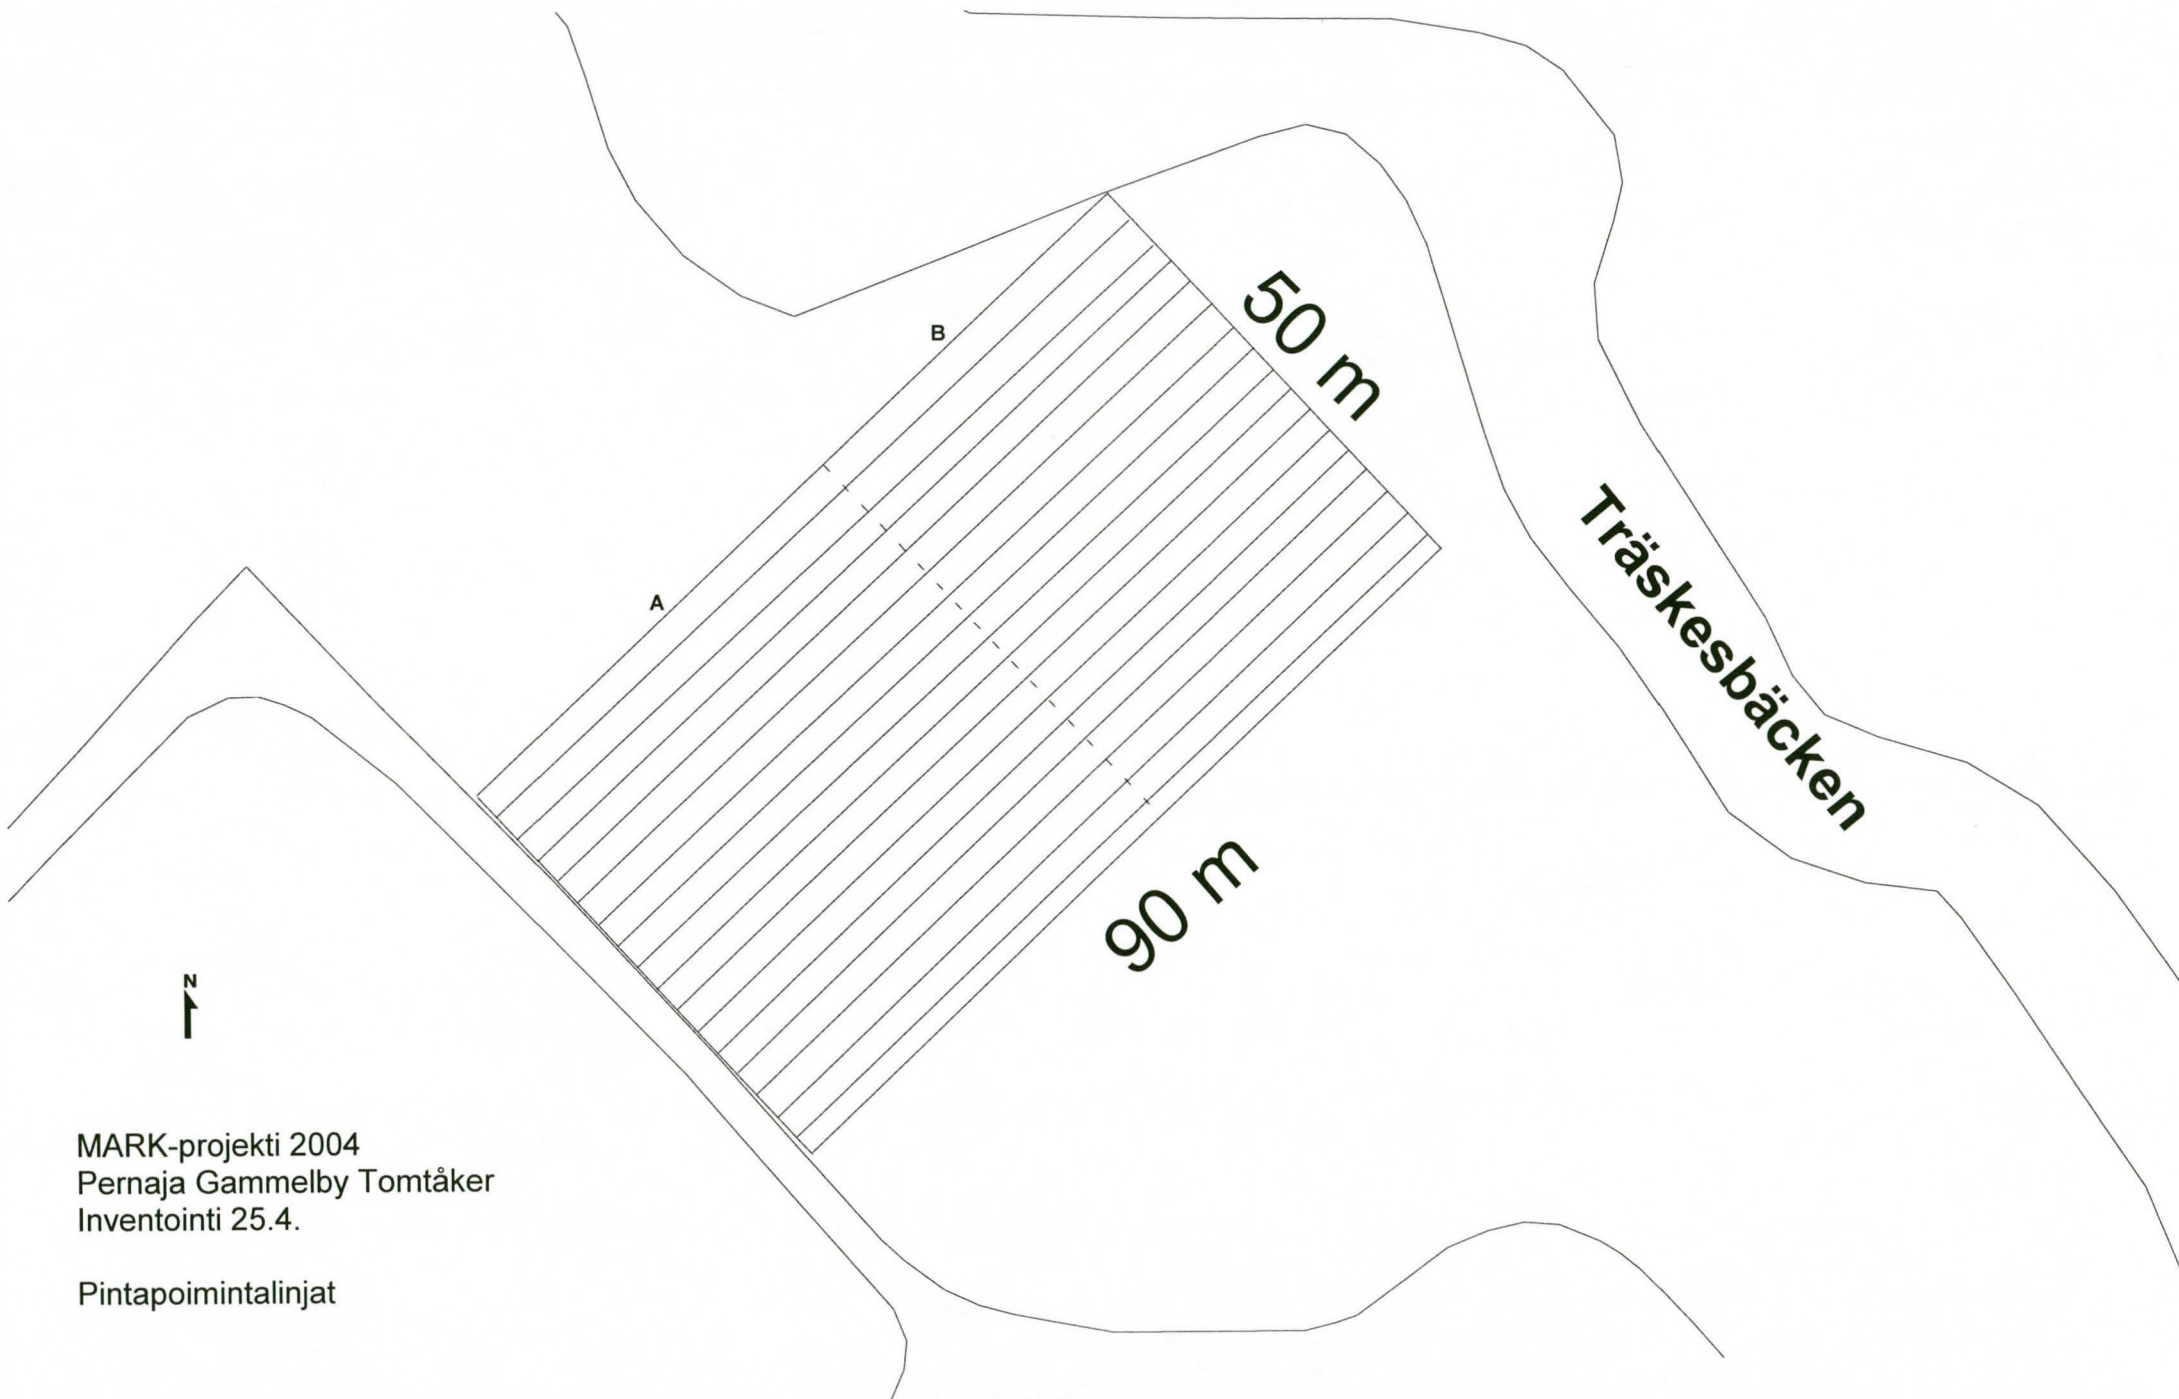 50 m
B
Träskesbäcken
A
90 m
N
MARK-projekti 2004
Pernaja Gammelby Tomtåker
Inventointi 25.4.
Pintapoimintalinjat